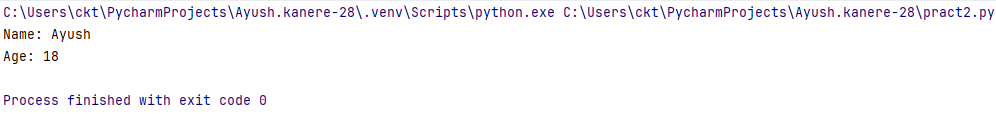 C:\Users\ckt\PycharmProjects\Ayush.kanere-28\.venv\Scripts\python.exe C:\Users\ckt\PycharmProjects\Ayush.kanere-28\pract2.py
Name: Ayush
Age: 18
Process finished with exit code 0